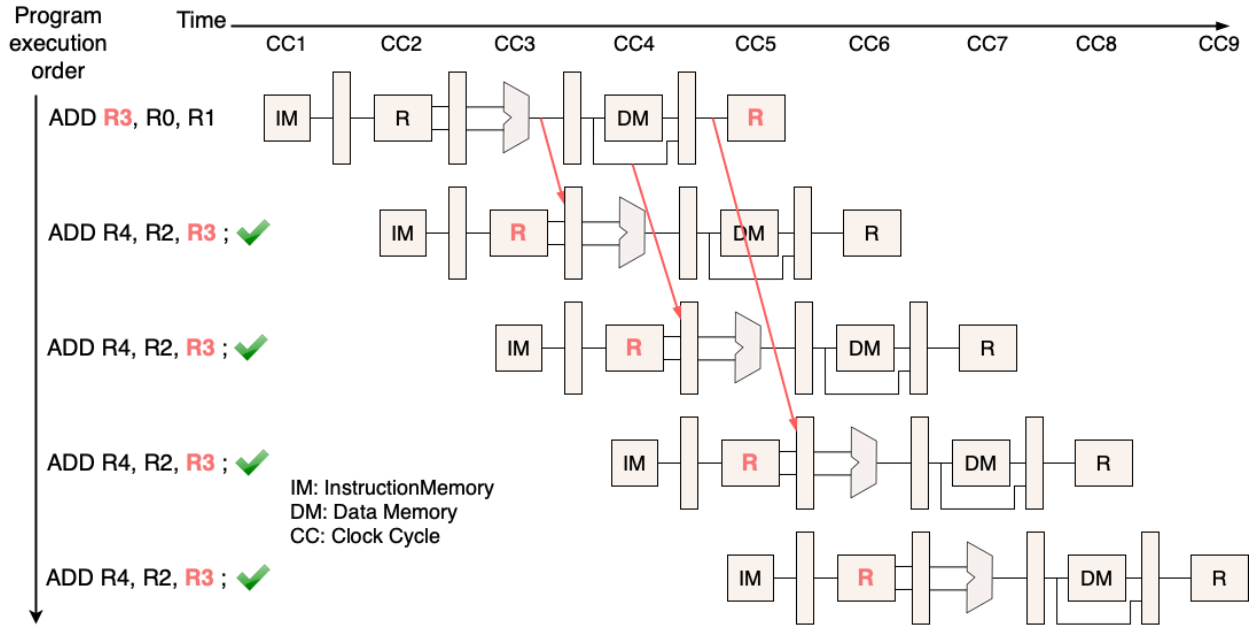 Program
execution
order
Time
CC1 CC2 CC3 CC4 CC5 CC6 CC7 CC8 CC9
ADD R3, R0, R1
IM R DM R
ADD R4, R2, R3 ;
IM R DM R
ADD R4, R2, R3 ;
IM R DM R
ADD R4, R2, R3 ;
IM R DM R
IM: InstructionMemory
DM: Data Memory
CC: Clock Cycle
ADD R4, R2, R3 ;
IM R DM R